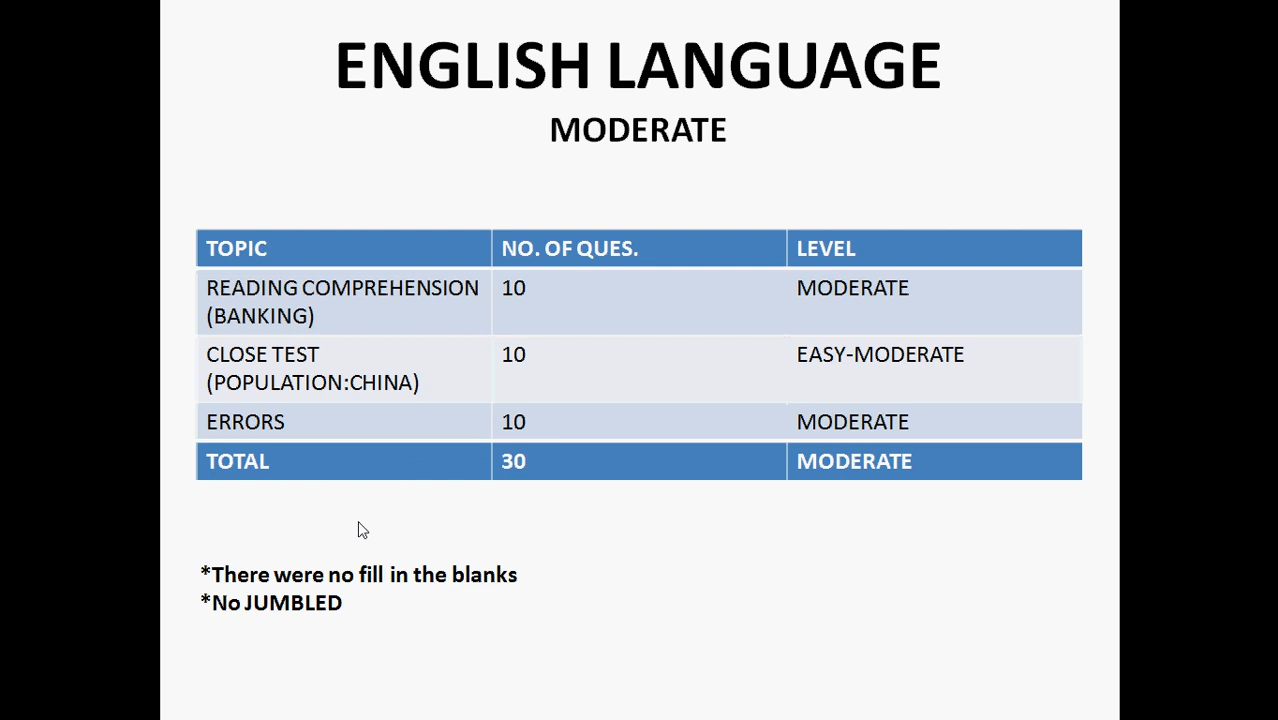 ENGLISH LANGUAGE
MODERATE
TOPIC NO. OF QUES. LEVEL
READING COMPREHENSION 10 MODERATE
(BANKING)
CLOSE TEST 10 EASY-MODERATE
(POPULATION:CHINA)
ERRORS 10 MODERATE
TOTAL 30 MODERATE
*There were no fill in the blanks
*No JUMBLED